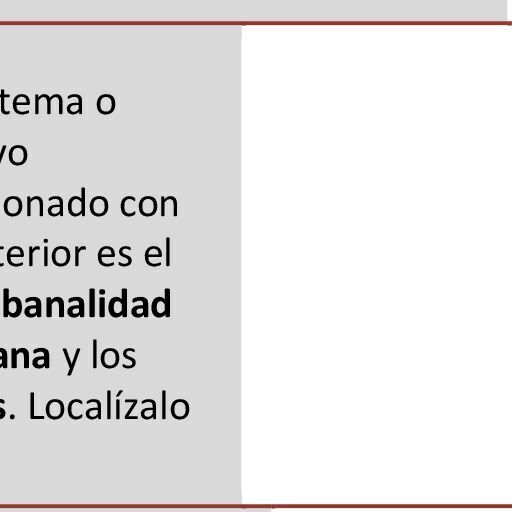 tema o
vo
onado con
terior es el
banalidad
ana y los
s. Localízalo